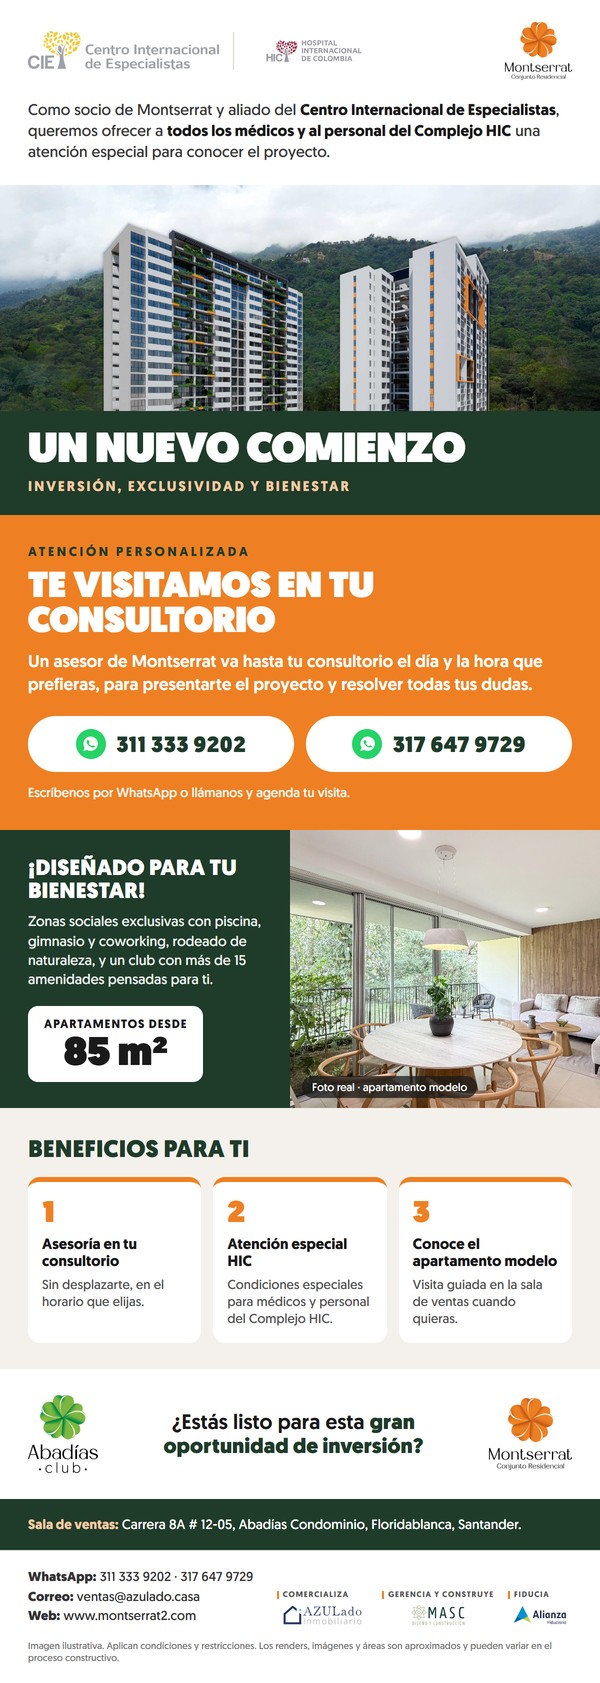 CIE Centro Internacional
de Especialistas
HIC HOSPITAL
INTERNACIONAL
DE COLOMBIA
Montserrat
Conjunto Residencial
Como socio de Montserrat y aliado del Centro Internacional de Especialistas,
queremos ofrecer a todos los médicos y al personal del Complejo HIC una
atención especial para conocer el proyecto.
UN NUEVO COMIENZO
INVERSIÓN, EXCLUSIVIDAD Y BIENESTAR
ATENCIÓN PERSONALIZADA
TE VISITAMOS EN TU
CONSULTORIO
Un asesor de Montserrat va hasta tu consultorio el día y la hora que
prefieras, para presentarte el proyecto y resolver todas tus dudas.
311 333 9202
317 647 9729
Escríbenos por WhatsApp o llámanos y agenda tu visita.
¡DISEÑADO PARA TU
BIENESTAR!
Zonas sociales exclusivas con piscina,
gimnasio y coworking, rodeado de
naturaleza, y un club con más de 15
amenidades pensadas para ti.
APARTAMENTOS DESDE
85 m²
Foto real · apartamento modelo
BENEFICIOS PARA TI
1
Asesoría en tu
consultorio
Sin desplazarte, en el
horario que elijas.
2
Atención especial
HIC
Condiciones especiales
para médicos y personal
del Complejo HIC.
3
Conoce el
apartamento modelo
Visita guiada en la sala
de ventas cuando
quieras.
Abadías
·club·
¿Estás listo para esta gran
oportunidad de inversión?
Montserrat
Conjunto Residencial
Sala de ventas: Carrera 8A # 12-05, Abadías Condominio, Floridablanca, Santander.
WhatsApp: 311 333 9202 · 317 647 9729
Correo: ventas@azulado.casa
Web: www.montserrat2.com
COMERCIALIZA
AZULado
inmobiliario
GERENCIA Y CONSTRUYE
MASC
DISEÑO Y CONSTRUCCIÓN
FIDUCIA
Alianza
Fiduciaria
Imagen ilustrativa. Aplican condiciones y restricciones. Los renders, imágenes y áreas son aproximados y pueden variar en el
proceso constructivo.